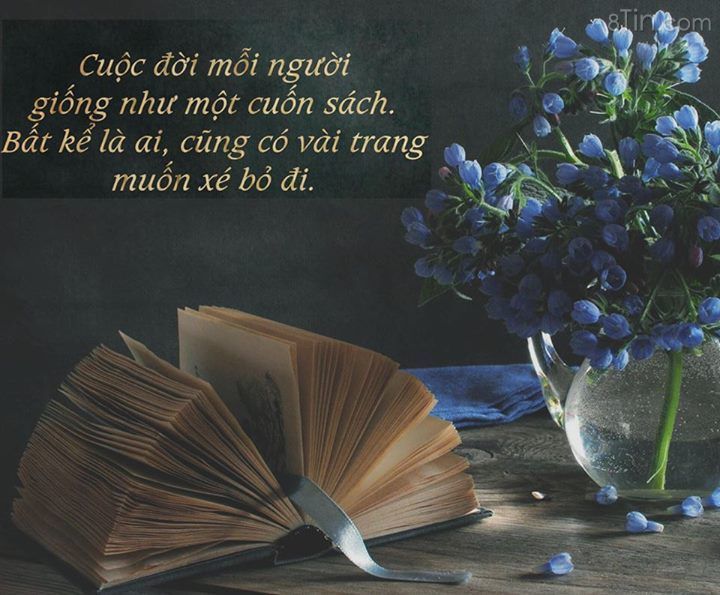 8Tin.com
Cuộc đời mỗi người
giống như một cuốn sách.
Bất kể là ai, cũng có vài trang
muốn xé bỏ đi.